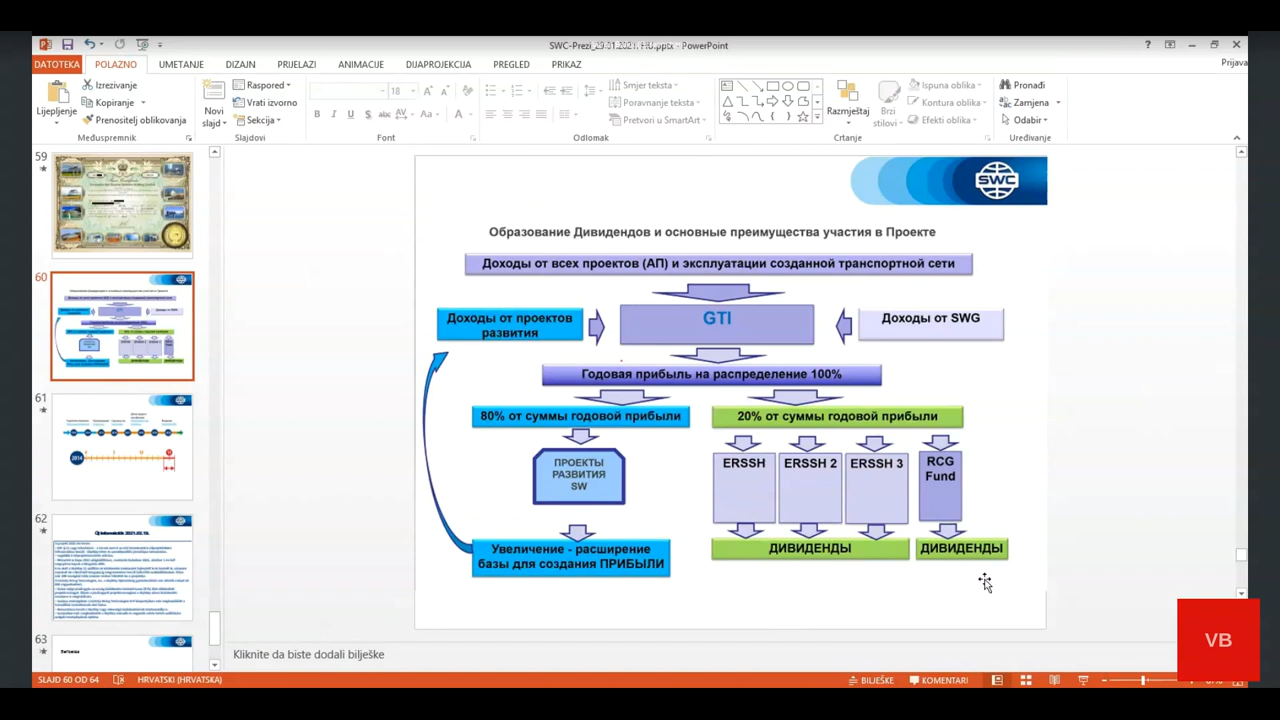 SWC-Prezi_29.01.2021. HU.pptx - PowerPoint
DATOTEKA POLAZNO UMETANJE DIZAJN PRIJELAZI ANIMACIJE DIJAPROJEKCIJA PREGLED PRIKAZ
Prijava
Lijepljenje
Izrezivanje
Kopiranje
Prenositelj oblikovanja
Međuspremnik
Novi
slajd
Raspored
Vrati izvorno
Sekcija
Slajdovi
18
Font
Smjer teksta
Poravnanje teksta
Pretvori u SmartArt
Odlomak
Razmještaj
Brzi
stilovi
Ispuna oblika
Kontura oblika
Efekti oblika
Crtanje
Pronađi
Zamjena
Odabir
Uređivanje
59
60
61
2014
62
63
SWC
Образование Дивидендов и основные преимущества участия в Проекте
Доходы от всех проектов (АП) и эксплуатации созданной транспортной сети
Доходы от проектов
развития
GTI
Доходы от SWG
Годовая прибыль на распределение 100%
80% от суммы годовой прибыли
20% от суммы годовой прибыли
ПРОЕКТЫ
РАЗВИТИЯ
SW
ERSSH
ERSSH 2
ERSSH 3
RCG
Fund
Увеличение - расширение
базы для создания ПРИБЫЛИ
ДИВИДЕНДЫ
ДИВИДЕНДЫ
Kliknite da biste dodali bilješke
VB
SLAJD 60 OD 64 HRVATSKI (HRVATSKA) BILJEŠKE KOMENTARI